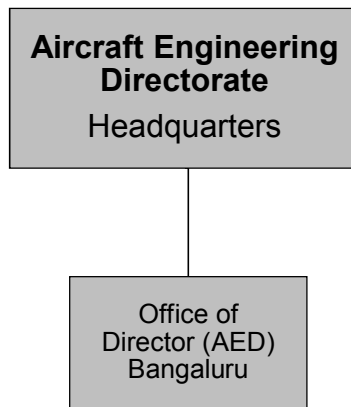 Aircraft Engineering
Directorate
Headquarters
Office of
Director (AED)
Bangaluru